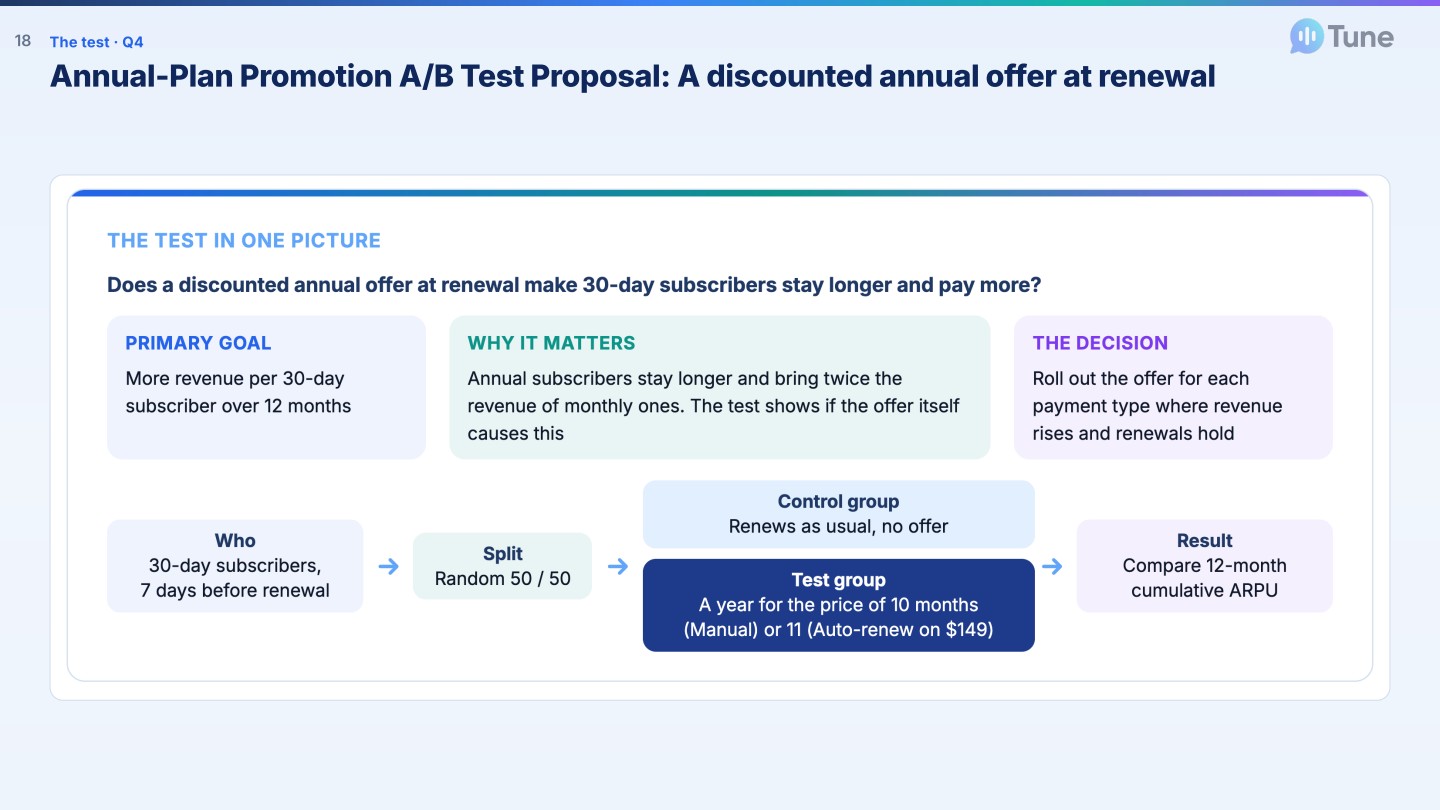 18
The test · Q4
Tune
Annual-Plan Promotion A/B Test Proposal: A discounted annual offer at renewal
THE TEST IN ONE PICTURE
Does a discounted annual offer at renewal make 30-day subscribers stay longer and pay more?
PRIMARY GOAL
More revenue per 30-day
subscriber over 12 months
WHY IT MATTERS
Annual subscribers stay longer and bring twice the
revenue of monthly ones. The test shows if the offer itself
causes this
THE DECISION
Roll out the offer for each
payment type where revenue
rises and renewals hold
Who
30-day subscribers,
7 days before renewal
Split
Random 50 / 50
Control group
Renews as usual, no offer
Test group
A year for the price of 10 months
(Manual) or 11 (Auto-renew on $149)
Result
Compare 12-month
cumulative ARPU